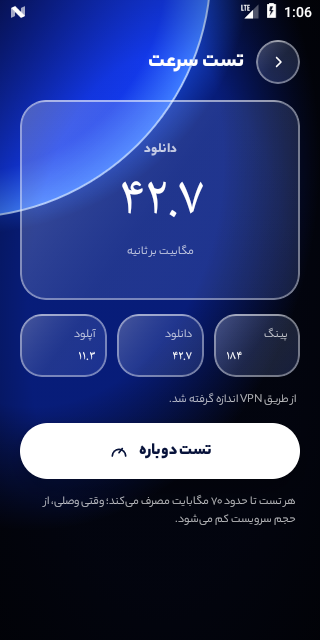 1:06
LTE
تست سرعت
دانلود
۴۲.۷
مگابیت بر ثانیه
پینگ
۱۸۴
دانلود
۴۲.۷
آپلود
۱۱.۳
از طریق VPN اندازه گرفته شد.
تست دوباره
هر تست تا حدود ۷۰ مگابایت مصرف می‌کند؛ وقتی وصلی، از
حجم سرویست کم می‌شود.